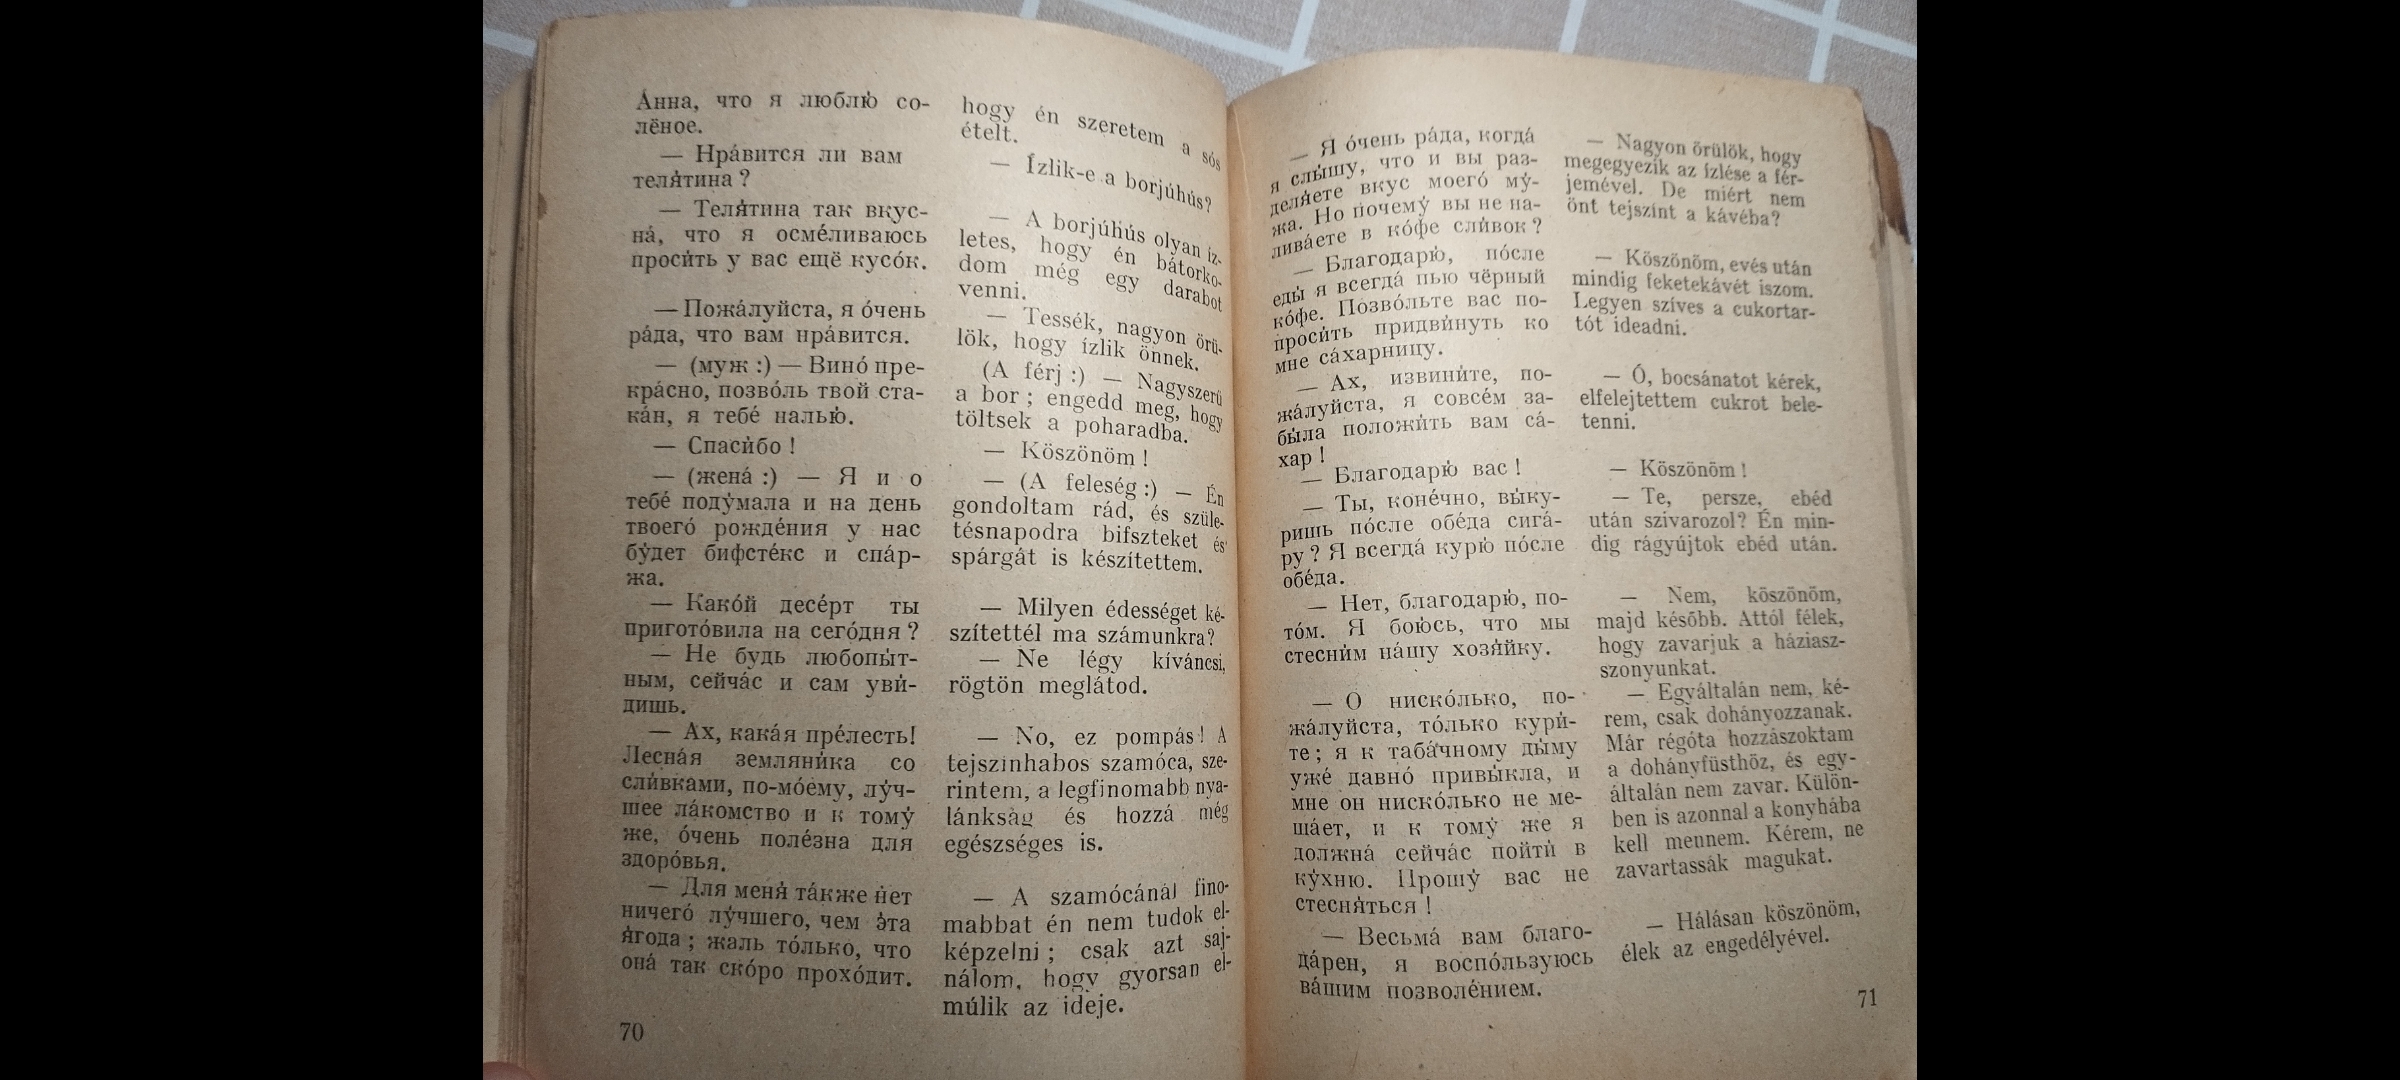 А́нна, что я люблю́ со-
лёное.
— Нра́вится ли вам
теля́тина ?
— Теля́тина так вкус-
на́, что я осме́ливаюсь
проси́ть у вас ещё кусо́к.
— Пожа́луйста, я о́чень
ра́да, что вам нра́вится.
— (муж :) — Вино́ пре-
кра́сно, позво́ль твой ста-
ка́н, я тебе́ налью́.
— Спаси́бо !
— (жена́ :) — Я и о
тебе́ поду́мала и на день
твоего́ рожде́ния у нас
бу́дет бифсте́кс и спа́р-
жа.
— Како́й десе́рт ты
пригото́вила на сего́дня ?
— Не будь любопы́т-
ным, сейча́с и сам уви́-
дишь.
— Ах, кака́я пре́лесть!
Лесна́я земляни́ка со
сли́вками, по-мо́ему, лу́ч-
шее ла́комство и к тому́
же, о́чень поле́зна для
здоро́вья.
— Для меня́ та́кже нет
ничего́ лу́чшего, чем э́та
я́года ; жаль то́лько, что
она́ так ско́ро прохо́дит.
70
hogy én szeretem a sós
ételt.
— Ízlik-e a borjúhús?
— A borjúhús olyan íz-
letes, hogy én bátorko-
dom még egy darabot
venni.
— Tessék, nagyon örü-
lök, hogy ízlik önnek.
(A férj :) — Nagyszerű
a bor ; engedd meg, hogy
töltsek a poharadba.
— Köszönöm !
— (A feleség :) — Én
gondoltam rád, és szüle-
tésnapodra bifszteket és
spárgát is készítettem.
— Milyen édességet ké-
szítettél ma számunkra?
— Ne légy kíváncsi,
rögtön meglátod.
— No, ez pompás! A
tejszínhabos szamóca, sze-
rintem, a legfinomabb nya-
lánkság és hozzá még
egészséges is.
— A szamócánál fino-
mabbat én nem tudok el-
képzelni ; csak azt saj-
nálom, hogy gyorsan el-
múlik az ideje.
— Я о́чень ра́да, когда́
я слы́шу, что и вы раз-
деля́ете вкус моего́ му́-
жа. Но почему́ вы не на-
лива́ете в ко́фе сли́вок ?
— Благодарю́, по́сле
еды́ я всегда́ пью чёрный
ко́фе. Позво́льте вас по-
проси́ть придви́нуть ко
мне са́харницу.
— Ах, извини́те, по-
жа́луйста, я совсе́м за-
бы́ла положи́ть вам са́-
хар !
— Благодарю́ вас !
— Ты, коне́чно, вы́ку-
ришь по́сле обе́да сига́-
ру ? Я всегда́ курю́ по́сле
обе́да.
— Нет, благодарю́, по-
то́м. Я бою́сь, что мы
стесни́м на́шу хозя́йку.
— О ниско́лько, по-
жа́луйста, то́лько кури́-
те ; я к таба́чному ды́му
уже́ давно́ привы́кла, и
мне он ниско́лько не ме-
ша́ет, и к тому́ же я
должна́ сейча́с пойти́ в
ку́хню. Прошу́ вас не
стесня́ться !
— Весьма́ вам благо-
да́рен, я воспо́льзуюсь
ва́шим позволе́нием.
— Nagyon örülök, hogy
megegyezik az ízlése a fér-
jemével. De miért nem
önt tejszínt a kávéba?
— Köszönöm, evés után
mindig feketekávét iszom.
Legyen szíves a cukortar-
tót ideadni.
— Ó, bocsánatot kérek,
elfelejtettem cukrot bele-
tenni.
— Köszönöm !
— Te, persze, ebéd
után szivarozol? Én min-
dig rágyújtok ebéd után.
— Nem, köszönöm,
majd később. Attól félek,
hogy zavarjuk a háziasz-
szonyunkat.
— Egyáltalán nem, ké-
rem, csak dohányozzanak.
Már régóta hozzászoktam
a dohányfüsthöz, és egy-
általán nem zavar. Külön-
ben is azonnal a konyhába
kell mennem. Kérem, ne
zavartassák magukat.
— Hálásan köszönöm,
élek az engedélyével.
71